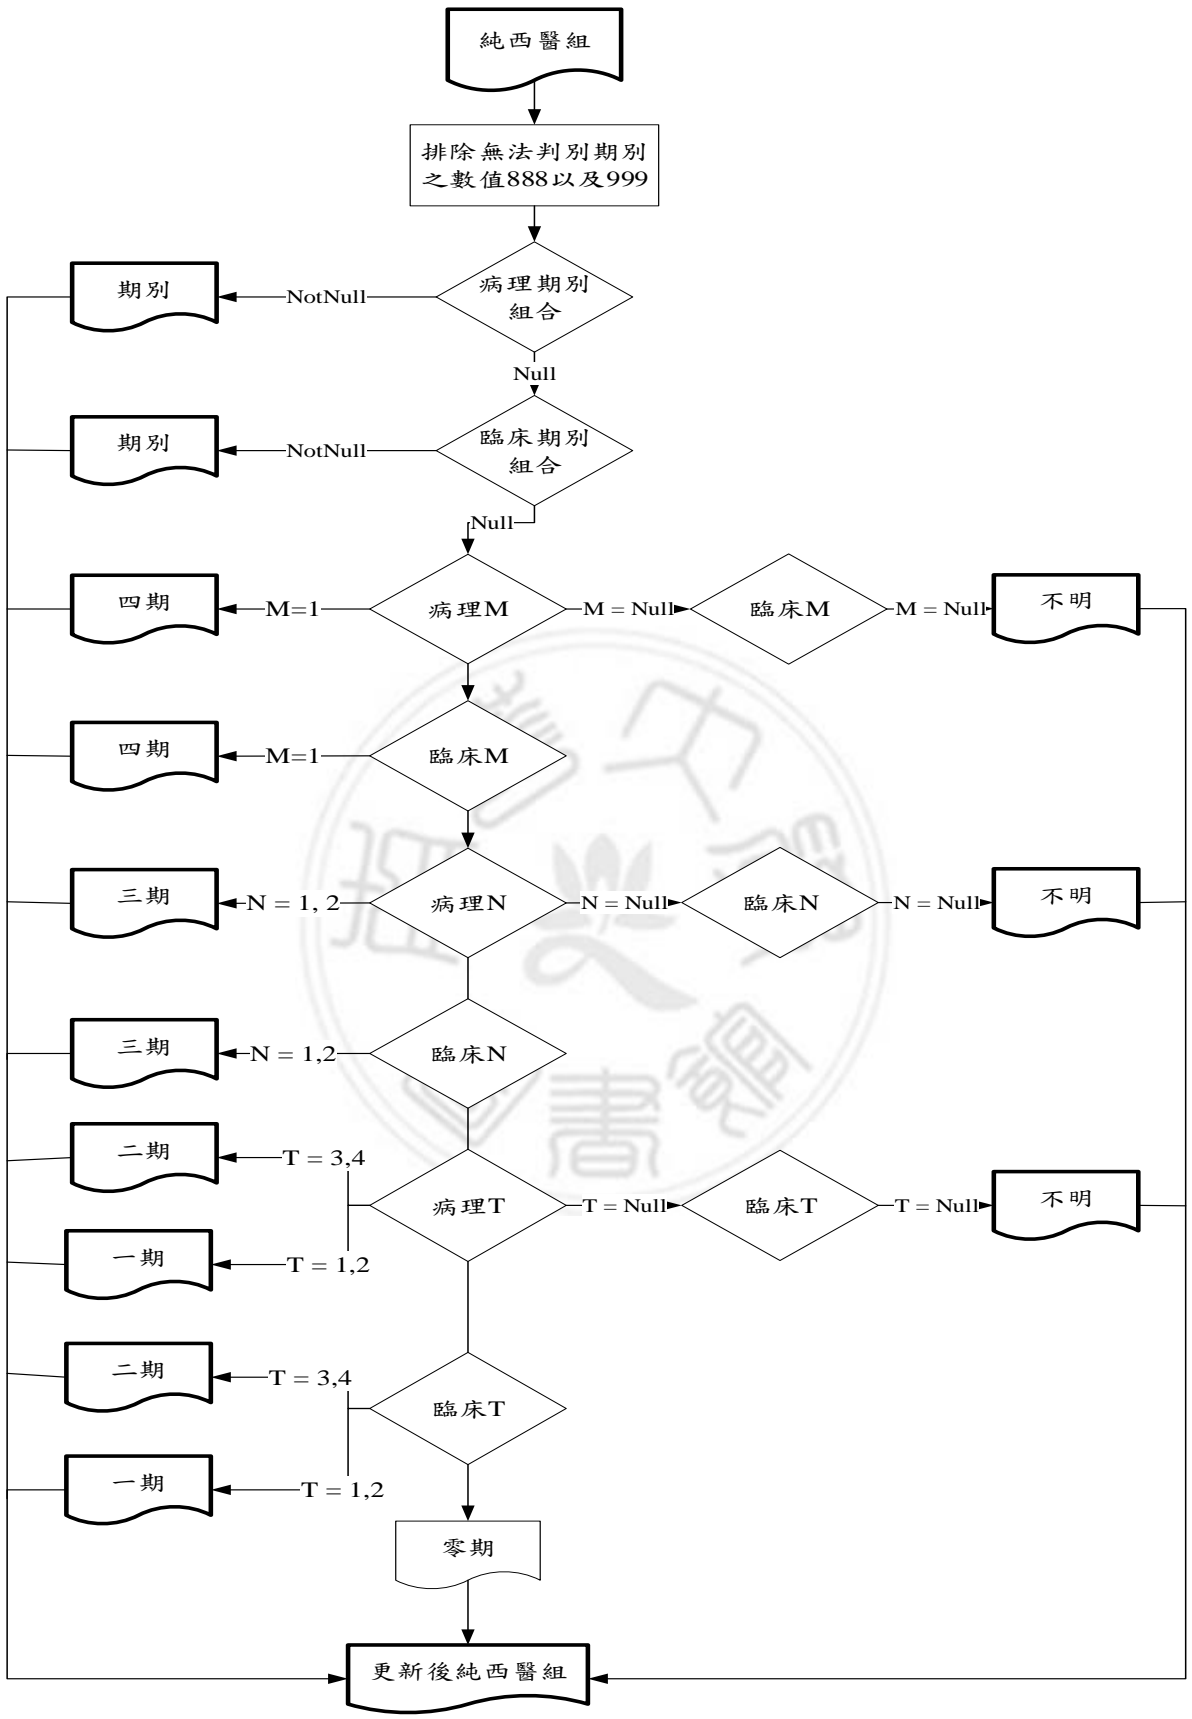 純西醫組
排除無法判別期別
之數值888以及999
病理期別
組合
NotNull
期別
Null
臨床期別
組合
NotNull
期別
Null
四期
M=1
病理M
M = Null
臨床M
M = Null
不明
四期
M=1
臨床M
三期
N = 1, 2
病理N
N = Null
臨床N
N = Null
不明
三期
N = 1,2
臨床N
二期
T = 3,4
病理T
T = Null
臨床T
T = Null
不明
一期
T = 1,2
二期
T = 3,4
臨床T
一期
T = 1,2
零期
更新後純西醫組